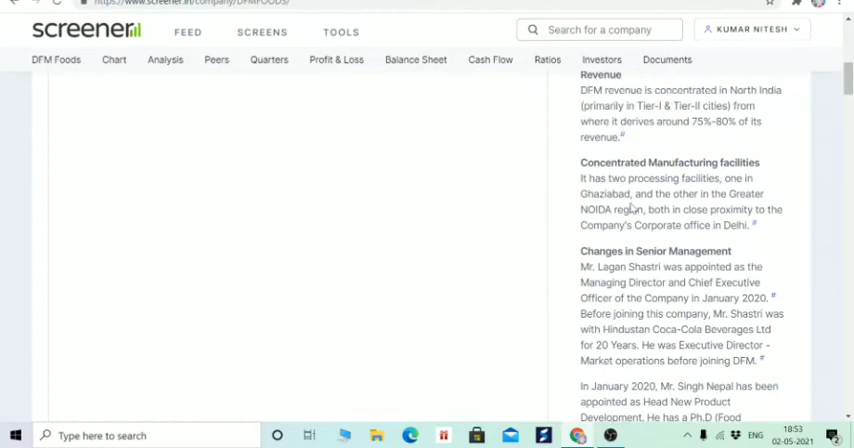 https://www.screener.in/company/DFMFOODS/
screener
FEED
SCREENS
TOOLS
Search for a company
KUMAR NITESH
DFM Foods
Chart
Analysis
Peers
Quarters
Profit & Loss
Balance Sheet
Cash Flow
Ratios
Investors
Documents
Revenue
DFM revenue is concentrated in North India
(primarily in Tier-I & Tier-II cities) from
where it derives around 75%-80% of its
revenue.#
Concentrated Manufacturing facilities
It has two processing facilities, one in
Ghaziabad, and the other in the Greater
NOIDA region, both in close proximity to the
Company's Corporate office in Delhi. #
Changes in Senior Management
Mr. Lagan Shastri was appointed as the
Managing Director and Chief Executive
Officer of the Company in January 2020. #
Before joining this company, Mr. Shastri was
with Hindustan Coca-Cola Beverages Ltd
for 20 Years. He was Executive Director -
Market operations before joining DFM. #
In January 2020, Mr. Singh Nepal has been
appointed as Head New Product
Development. He has a Ph.D (Food
Type here to search
ENG
18:53
02-05-2021
2